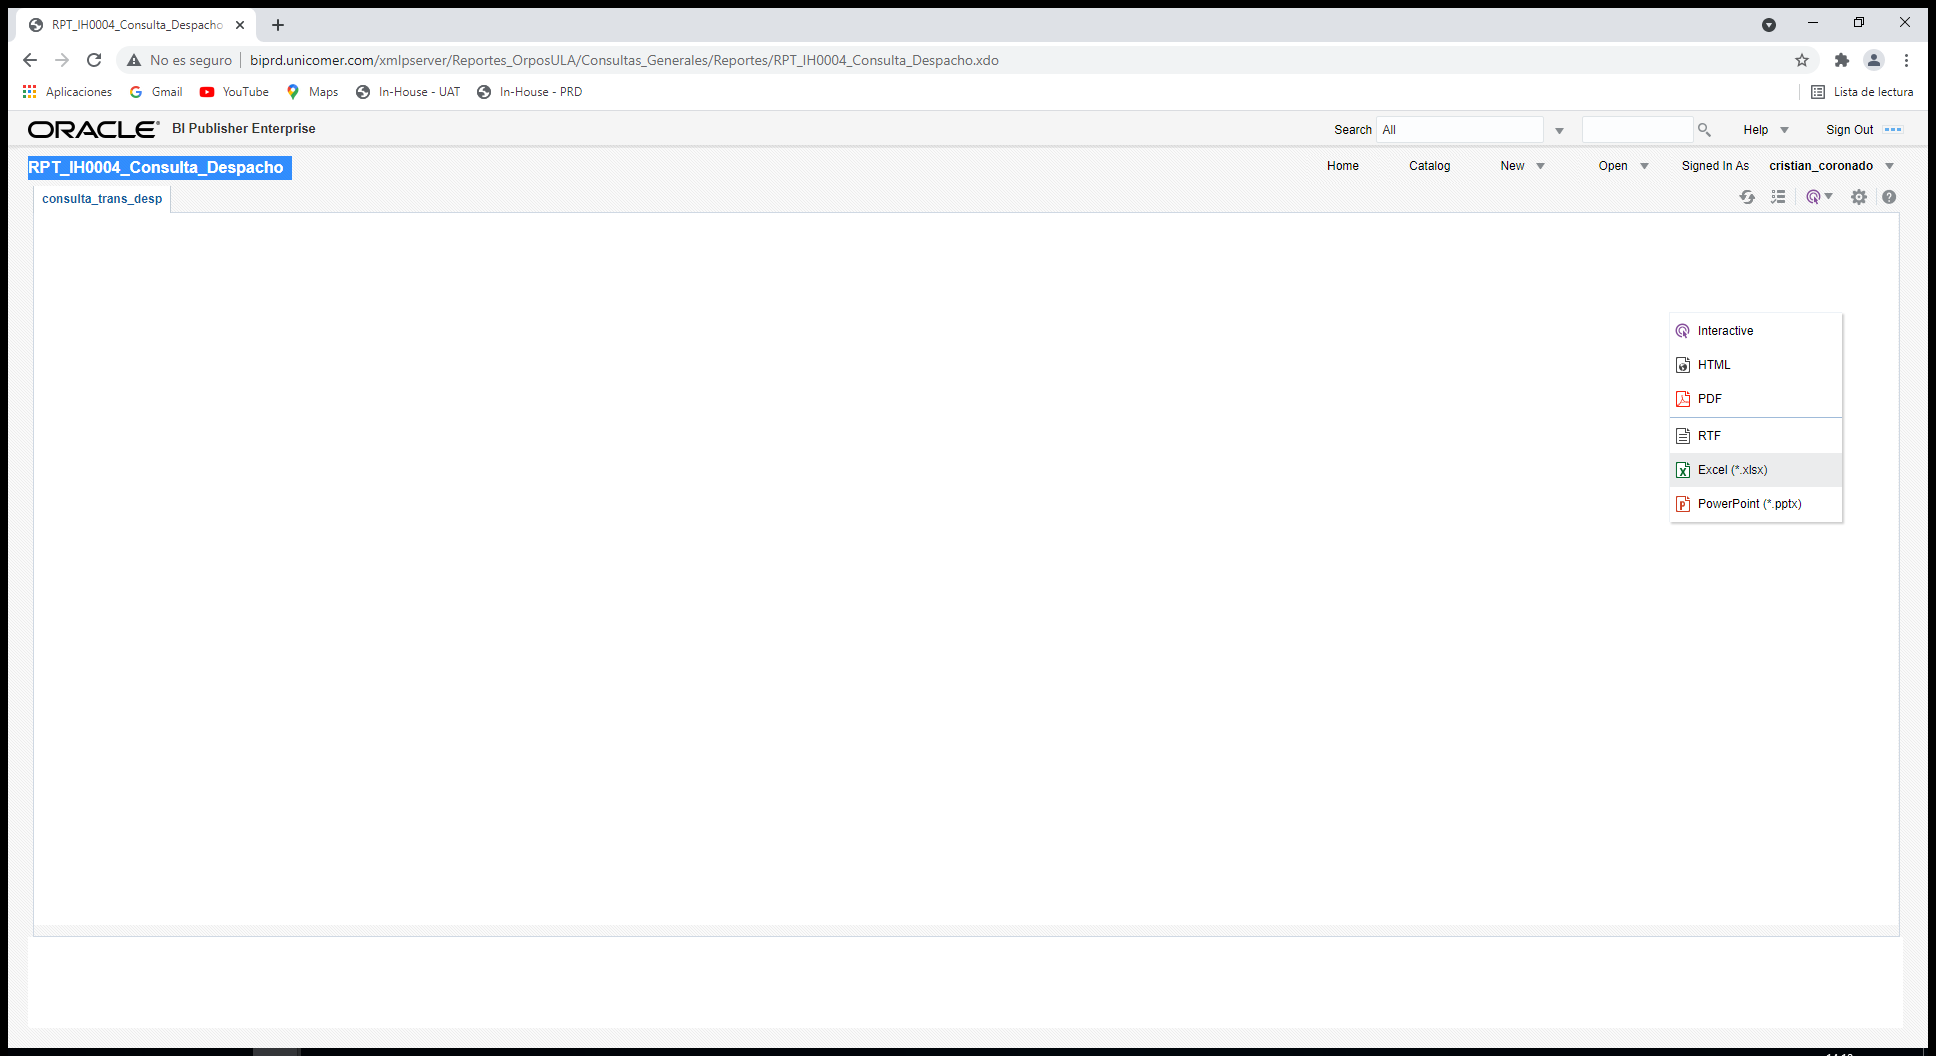 RPT_IH0004_Consulta_Despacho
No es seguro | biprd.unicomer.com/xmlpserver/Reportes_OrposULA/Consultas_Generales/Reportes/RPT_IH0004_Consulta_Despacho.xdo
Aplicaciones Gmail YouTube Maps In-House - UAT In-House - PRD Lista de lectura
ORACLE BI Publisher Enterprise Search All Help Sign Out
RPT_IH0004_Consulta_Despacho Home Catalog New Open Signed In As cristian_coronado
consulta_trans_desp
Interactive
HTML
PDF
RTF
Excel (*.xlsx)
PowerPoint (*.pptx)